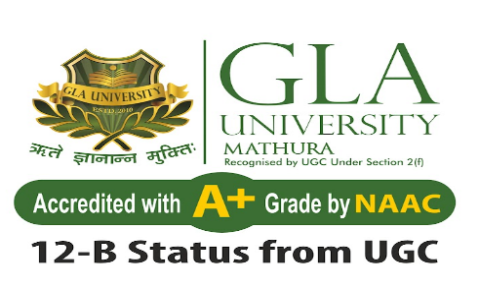 GLA UNIVERSITY
ऋते ज्ञानान्न मुक्तिः
GLA
UNIVERSITY
MATHURA
Recognised by UGC Under Section 2(f)
Accredited with A+ Grade by NAAC
12-B Status from UGC